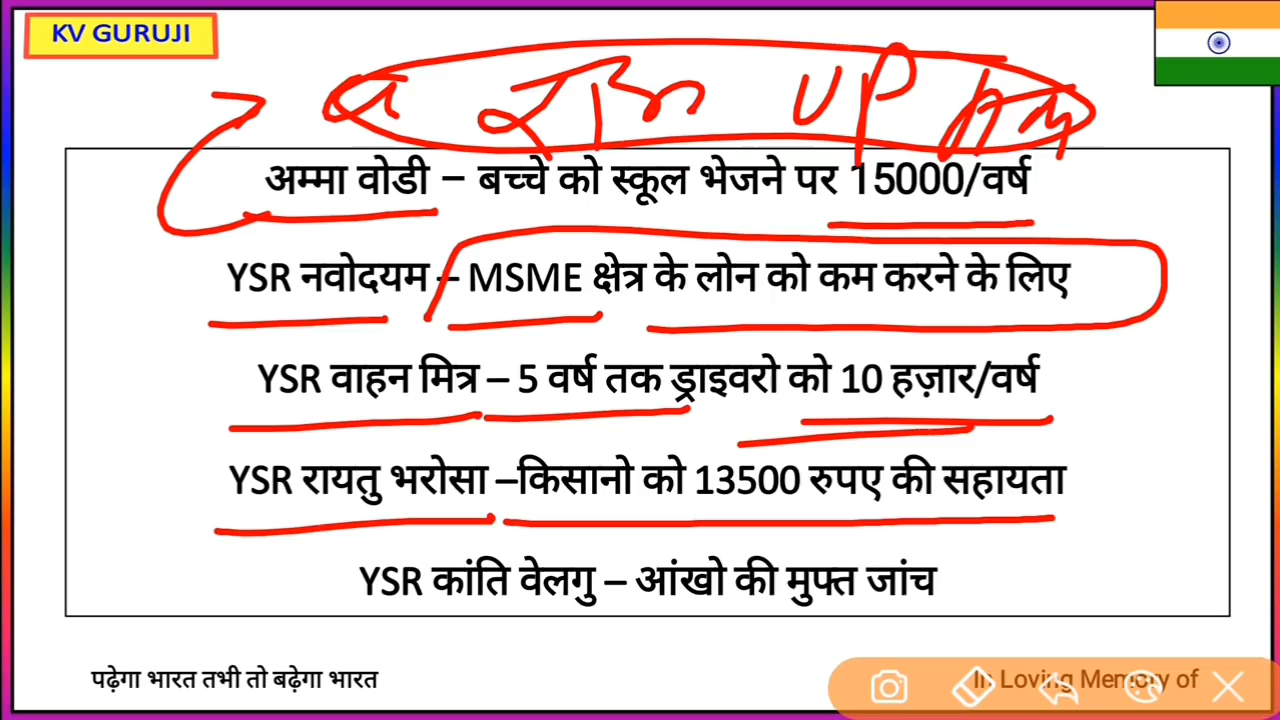 KV GURUJI
UP
अम्मा वोडी – बच्चे को स्कूल भेजने पर 15000/वर्ष
YSR नवोदयम – MSME क्षेत्र के लोन को कम करने के लिए
YSR वाहन मित्र – 5 वर्ष तक ड्राइवरो को 10 हज़ार/वर्ष
YSR रायतु भरोसा –किसानो को 13500 रुपए की सहायता
YSR कांति वेलगु – आंखो की मुफ्त जांच
पढ़ेगा भारत तभी तो बढ़ेगा भारत
In Loving Memory of